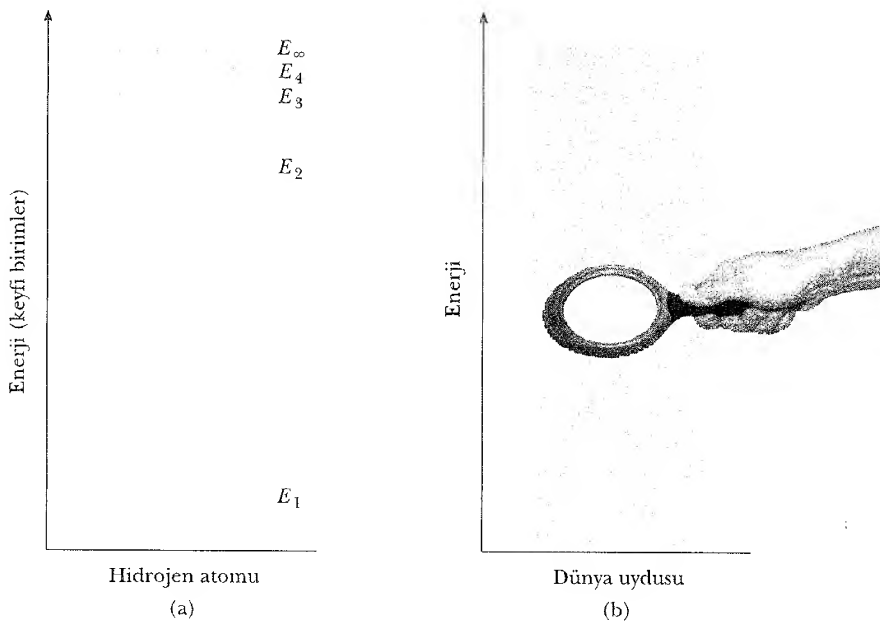 Enerji (keyfi birimler)
E∞
E4
E3
E2
E1
Hidrojen atomu
(a)
Enerji
Dünya uydusu
(b)